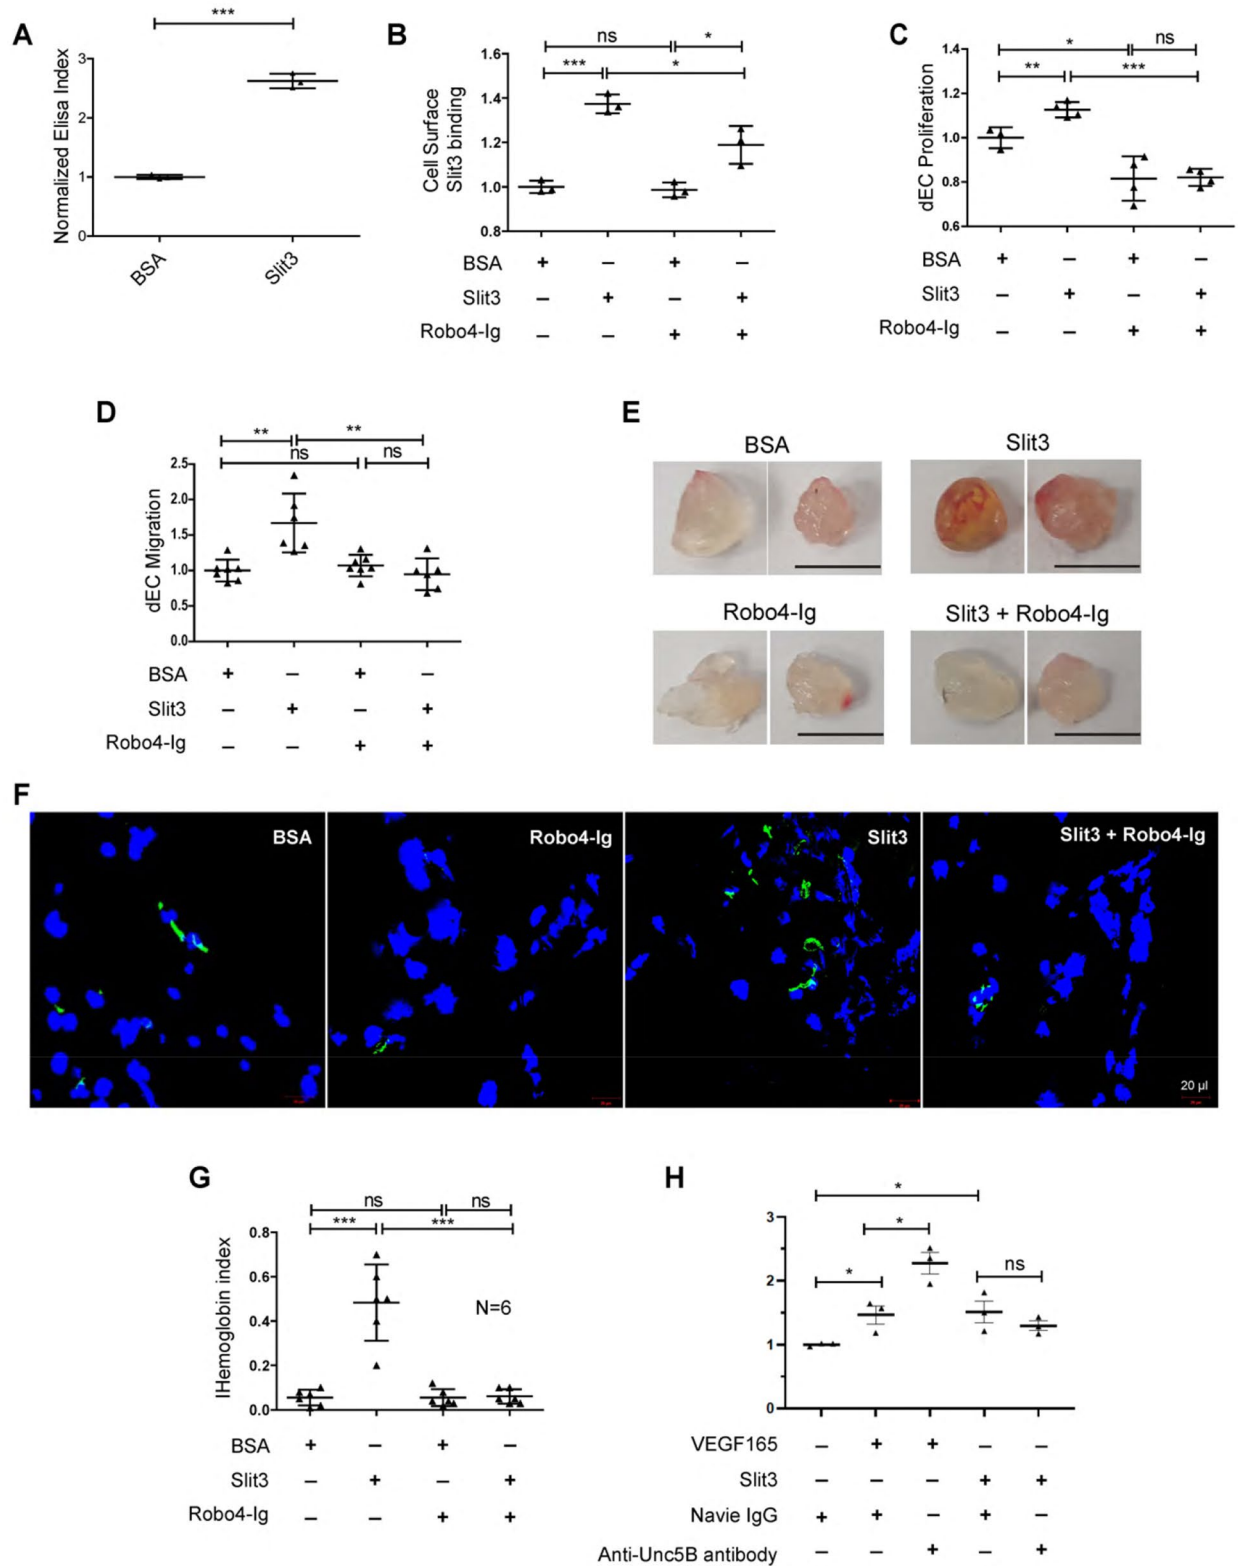 A
***
Normalized Elisa Index
3
2
1
0
BSA
Slit3
B
ns
*
***
*
Cell Surface
Slit3 binding
1.6
1.4
1.2
1.0
0.8
BSA + – + –
Slit3 – + – +
Robo4-Ig – – + +
C
*
ns
**
***
dEC Proliferation
1.4
1.2
1.0
0.8
0.6
BSA + – + –
Slit3 – + – +
Robo4-Ig – – + +
D
**
**
ns
ns
dEC Migration
2.5
2.0
1.5
1.0
0.5
0.0
BSA + – + –
Slit3 – + – +
Robo4-Ig – – + +
E
BSA
Slit3
Robo4-Ig
Slit3 + Robo4-Ig
F
BSA
Robo4-Ig
Slit3
Slit3 + Robo4-Ig
20 µl
G
ns
ns
***
***
IHemoglobin index
0.8
0.6
0.4
0.2
0.0
N=6
BSA + – + –
Slit3 – + – +
Robo4-Ig – – + +
H
*
*
*
ns
3
2
1
0
VEGF165 – + + – –
Slit3 – – – + +
Navie IgG + + – + –
Anti-Unc5B antibody – – + – +